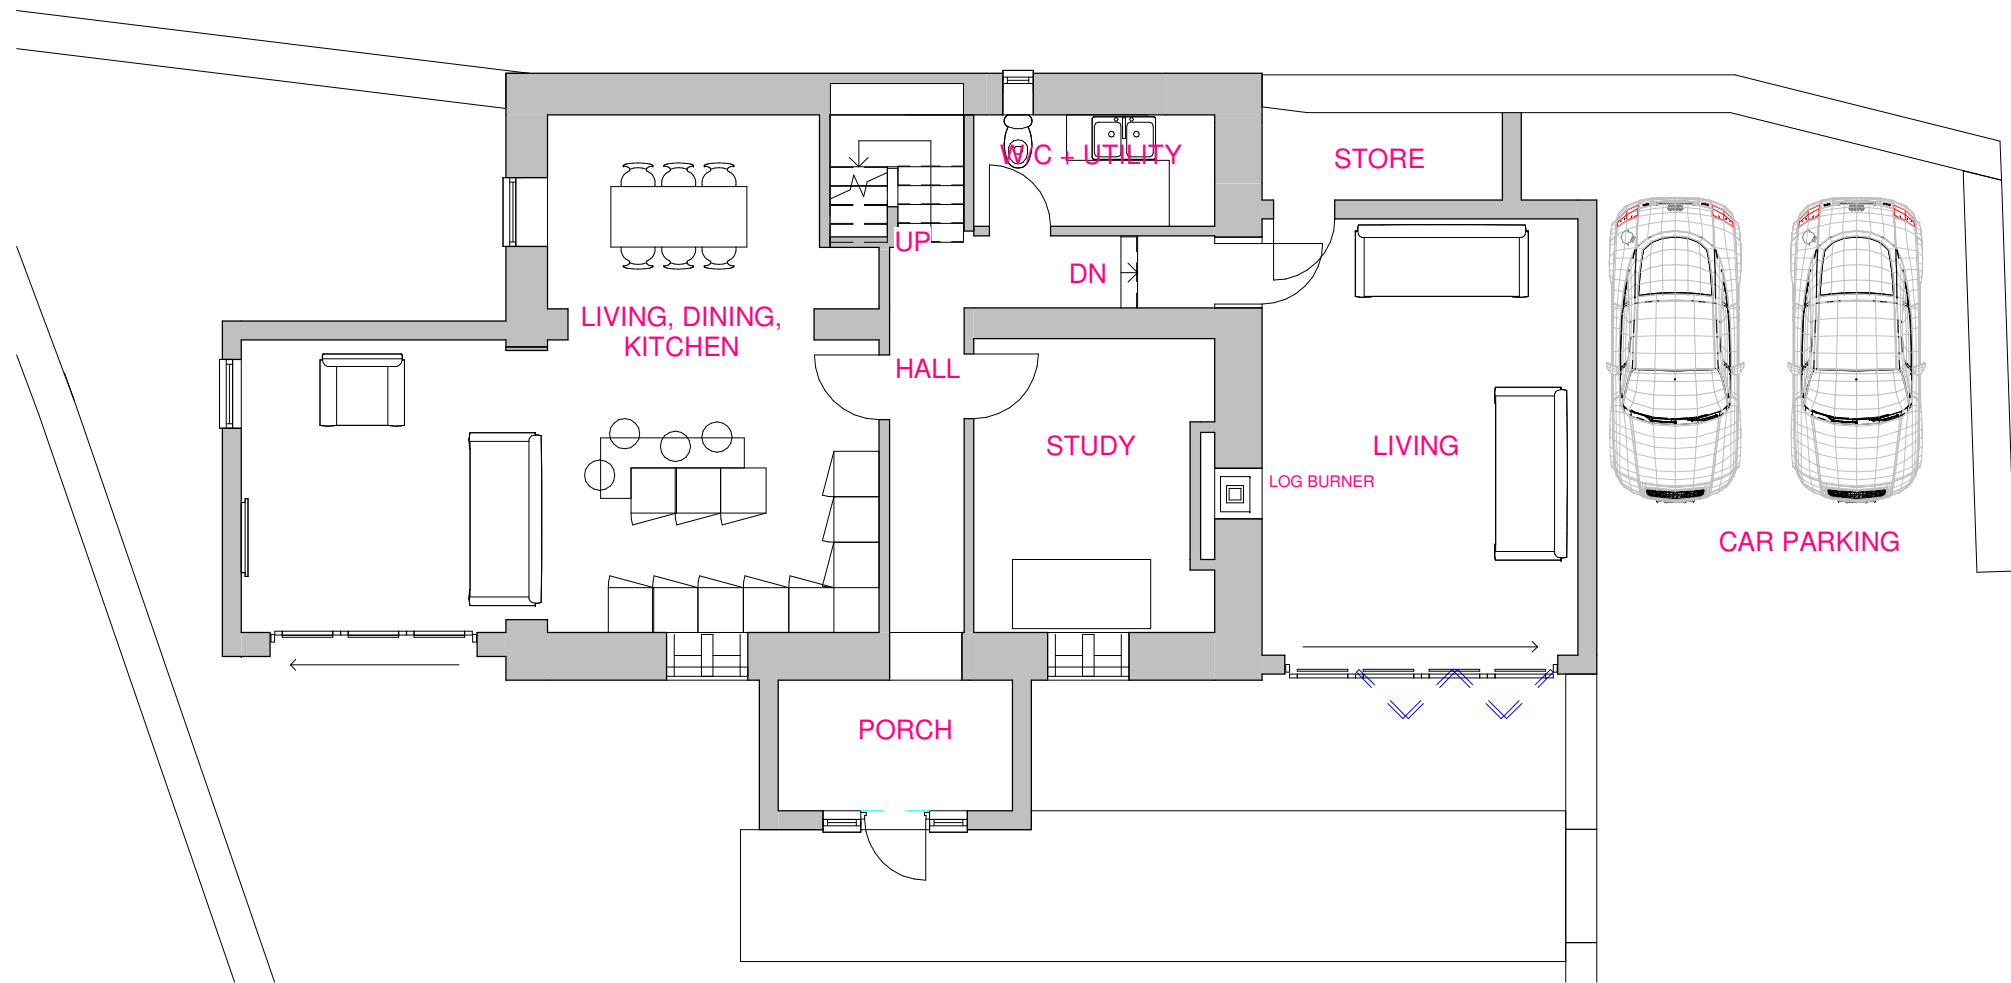 W/C + UTILITY
STORE
UP
DN
LIVING, DINING,
KITCHEN
HALL
STUDY
LIVING
LOG BURNER
CAR PARKING
PORCH